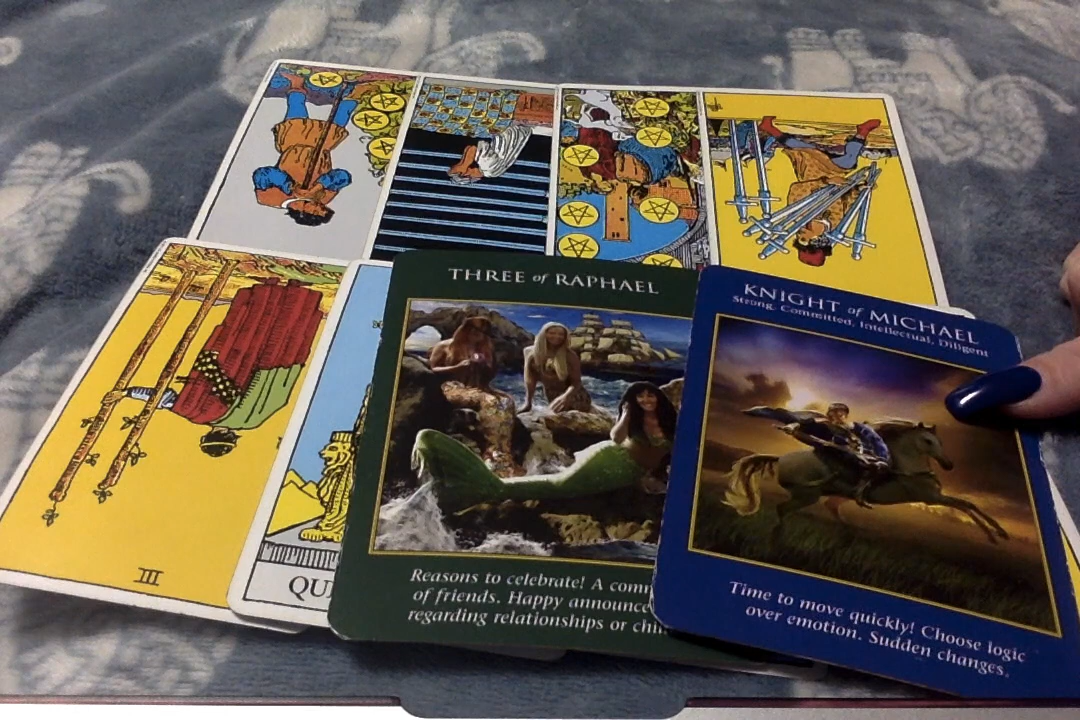 THREE of RAPHAEL
KNIGHT of MICHAEL
Strong, Committed, Intellectual, Diligent
III
QU
Reasons to celebrate! A comm
of friends. Happy announce
regarding relationships or chi
Time to move quickly! Choose logic
over emotion. Sudden changes.